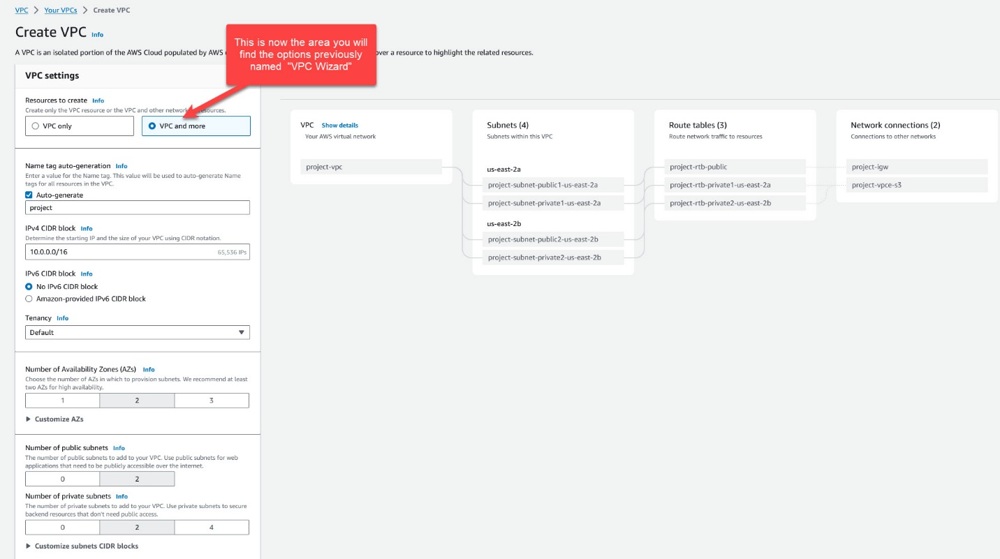 VPC > Your VPCs > Create VPC
Create VPC Info
A VPC is an isolated portion of the AWS Cloud populated by AWS over a resource to highlight the related resources.
This is now the area you will
find the options previously
named "VPC Wizard"
VPC settings
Resources to create Info
Create only the VPC resource or the VPC and other network resources.
VPC only
VPC and more
Name tag auto-generation Info
Enter a value for the Name tag. This value will be used to auto-generate Name
tags for all resources in the VPC.
Auto-generate
project
IPv4 CIDR block Info
Determine the starting IP and the size of your VPC using CIDR notation.
10.0.0.0/16 65,536 IPs
IPv6 CIDR block Info
No IPv6 CIDR block
Amazon-provided IPv6 CIDR block
Tenancy Info
Default
Number of Availability Zones (AZs) Info
Choose the number of AZs in which to provision subnets. We recommend at least
two AZs for high availability.
1 2 3
Customize AZs
Number of public subnets Info
The number of public subnets to add to your VPC. Use public subnets for web
applications that need to be publicly accessible over the internet.
0 2
Number of private subnets Info
The number of private subnets to add to your VPC. Use private subnets to secure
backend resources that don't need public access.
0 2 4
Customize subnets CIDR blocks
VPC Show details
Your AWS virtual network
project-vpc
Subnets (4)
Subnets within this VPC
us-east-2a
project-subnet-public1-us-east-2a
project-subnet-private1-us-east-2a
us-east-2b
project-subnet-public2-us-east-2b
project-subnet-private2-us-east-2b
Route tables (3)
Route network traffic to resources
project-rtb-public
project-rtb-private1-us-east-2a
project-rtb-private2-us-east-2b
Network connections (2)
Connections to other networks
project-igw
project-vpce-s3